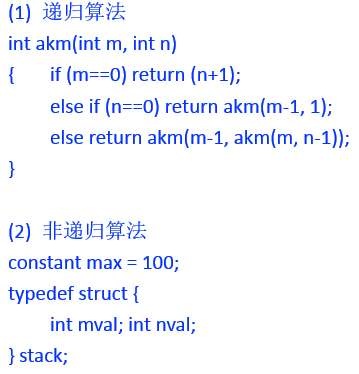 (1) 递归算法
int akm(int m, int n)
{ if (m==0) return (n+1);
else if (n==0) return akm(m-1, 1);
else return akm(m-1, akm(m, n-1));
}
(2) 非递归算法
constant max = 100;
typedef struct {
int mval; int nval;
} stack;